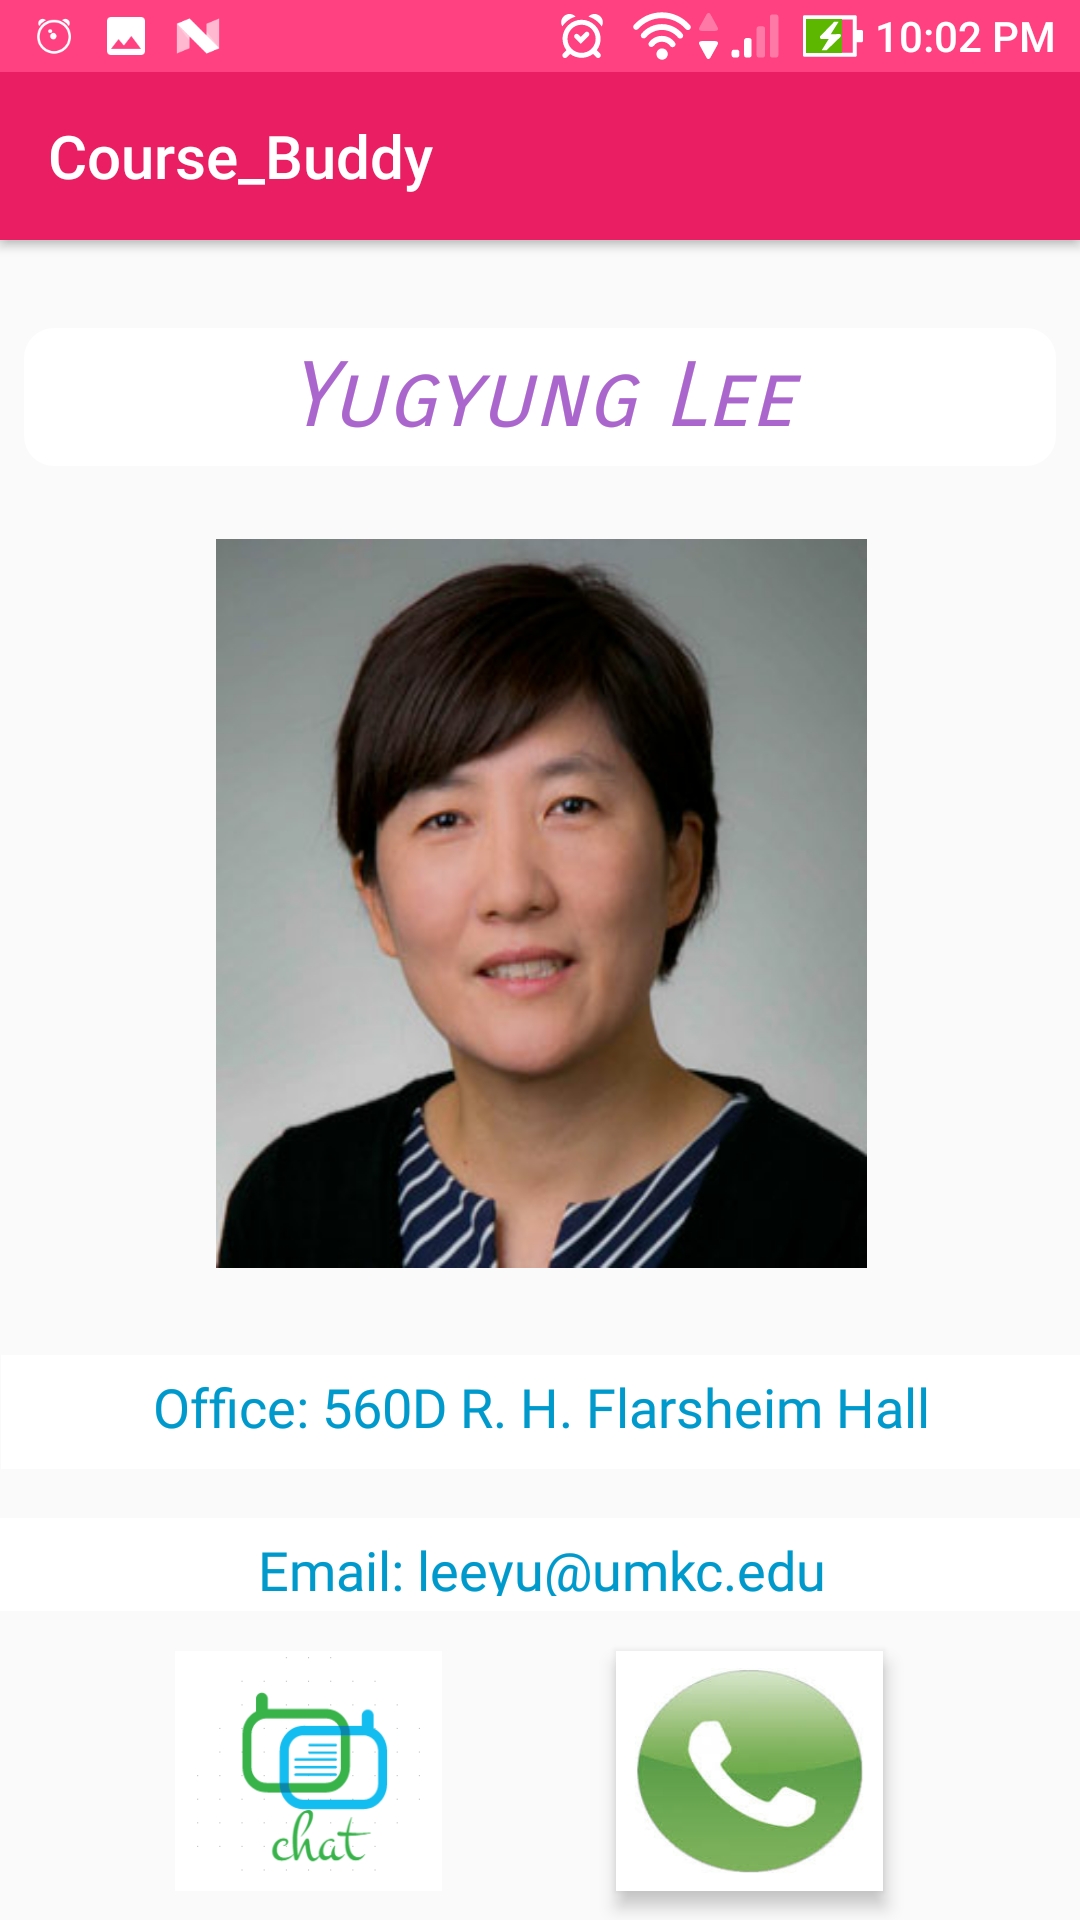 10:02 PM
Course_Buddy
Yugyung Lee
Office: 560D R. H. Flarsheim Hall
Email: leeyu@umkc.edu
chat